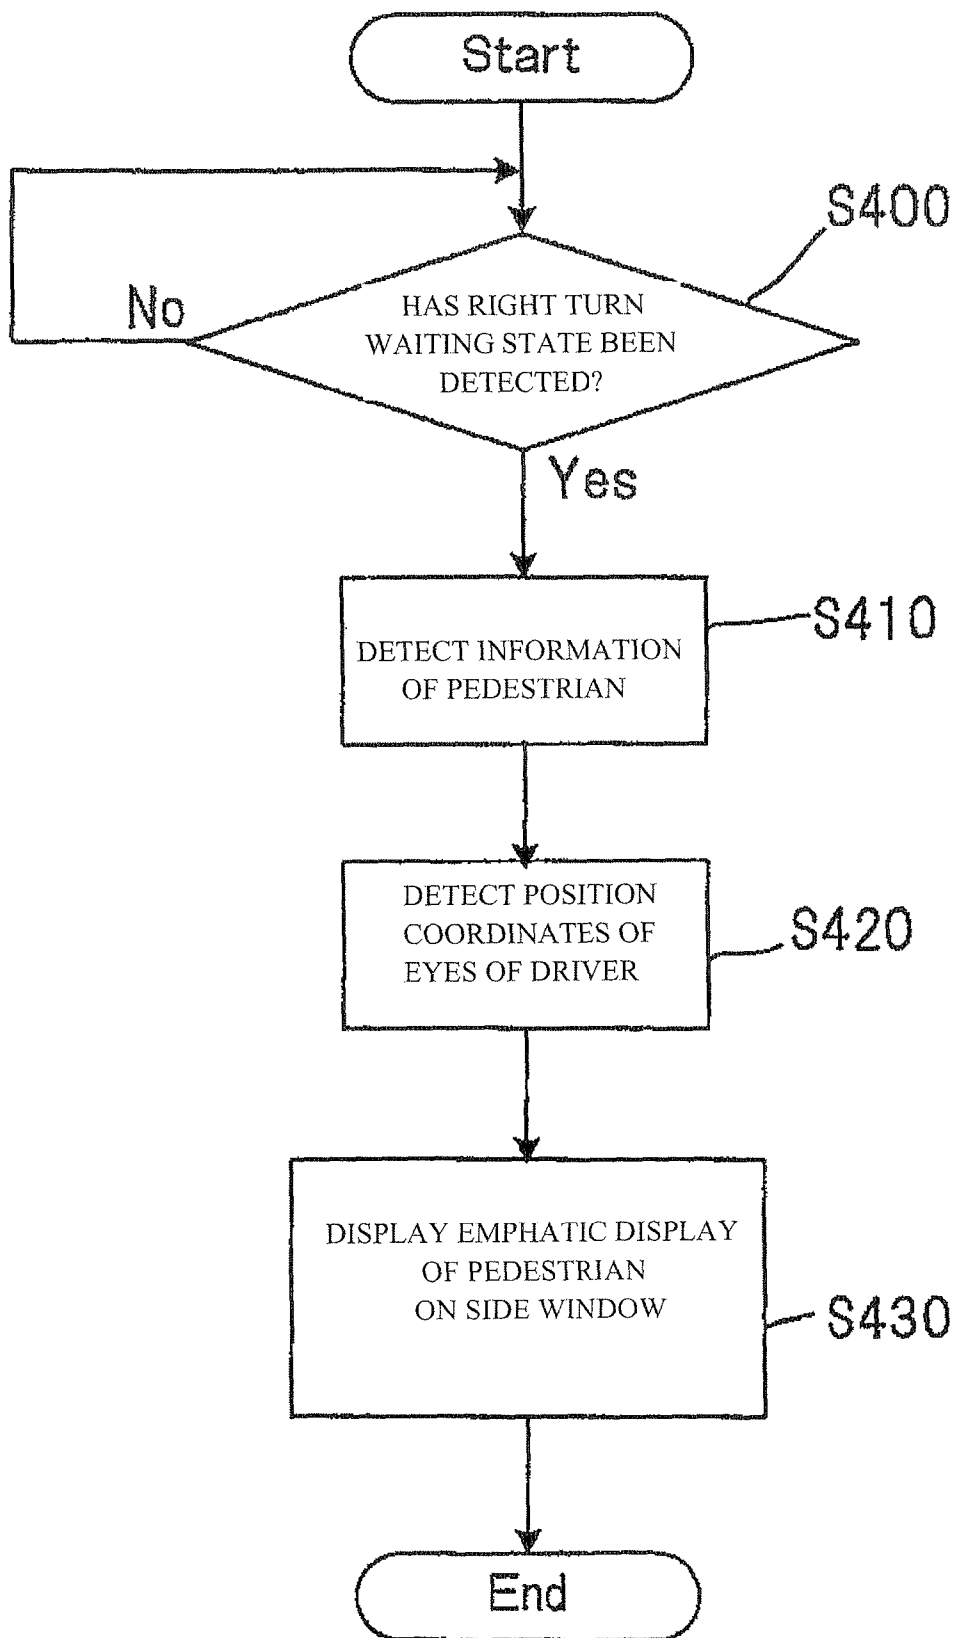 Start
S400
No
HAS RIGHT TURN
WAITING STATE BEEN
DETECTED?
Yes
S410
DETECT INFORMATION
OF PEDESTRIAN
DETECT POSITION
COORDINATES OF
EYES OF DRIVER
S420
DISPLAY EMPHATIC DISPLAY
OF PEDESTRIAN
ON SIDE WINDOW
S430
End